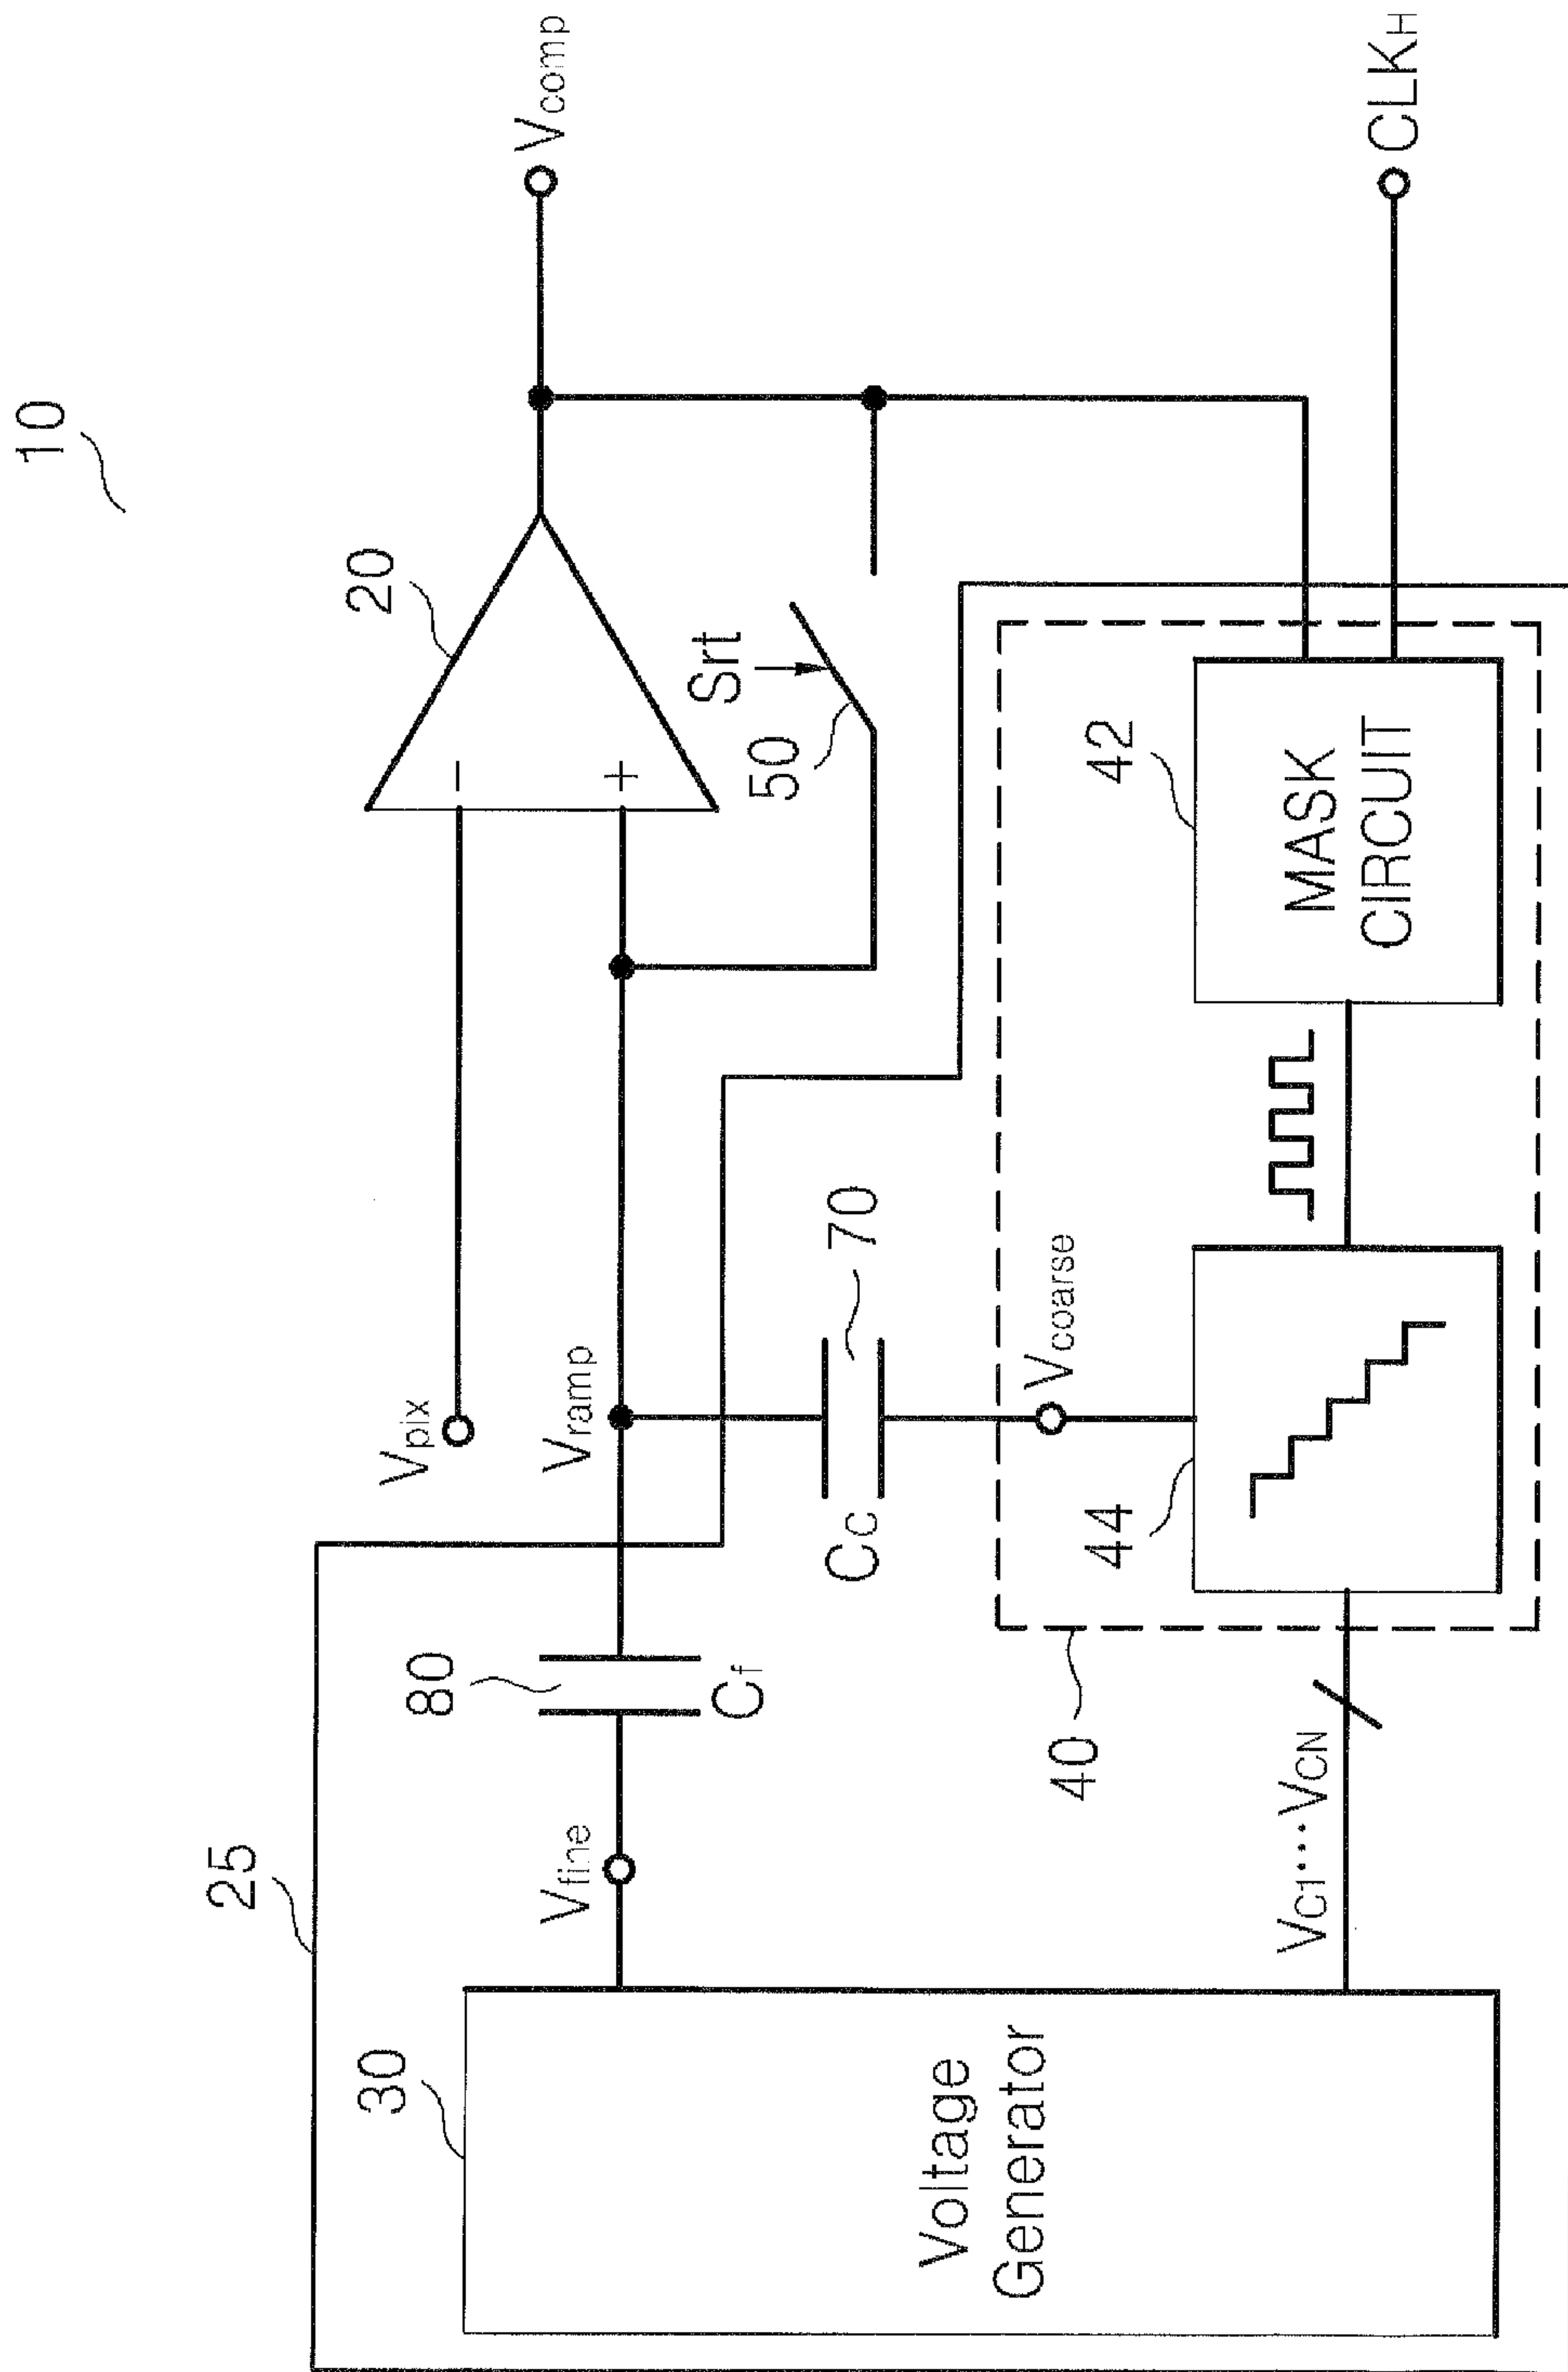 10
25
30
Voltage
Generator
Vfine
80
Cf
Vpix
Vramp
20
−
+
Vcomp
Srt
50
70
Cc
Vcoarse
40
44
42
MASK
CIRCUIT
VC1····VCN
CLKH